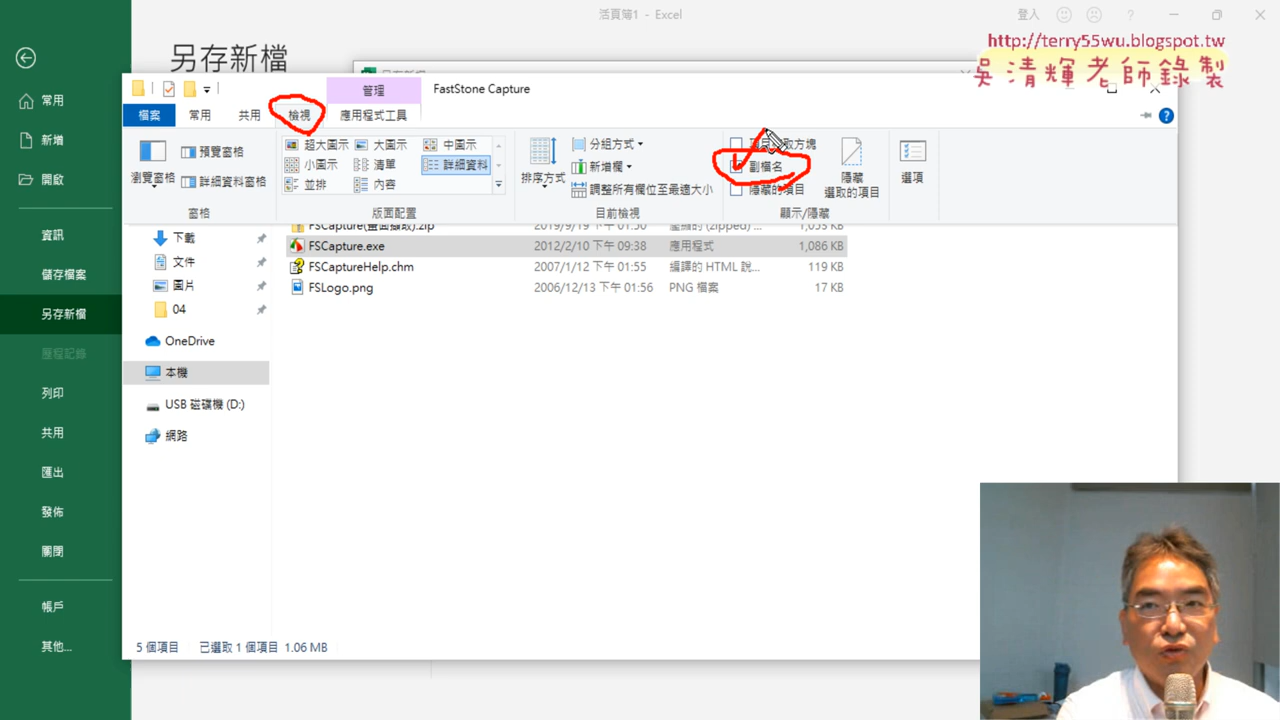 活頁簿1 - Excel
登入
http://terry55wu.blogspot.tw
吳清輝老師錄製
另存新檔
常用
新增
開啟
資訊
儲存檔案
另存新檔
歷程記錄
列印
共用
匯出
發佈
關閉
帳戶
其他...
管理
FastStone Capture
檔案
常用
共用
檢視
應用程式工具
瀏覽窗格
預覽窗格
詳細資料窗格
窗格
超大圖示
大圖示
中圖示
小圖示
清單
詳細資料
並排
內容
版面配置
排序方式
分組方式
新增欄
調整所有欄位至最適大小
目前檢視
副檔名
隱藏的項目
隱藏
選取的項目
顯示/隱藏
選項
下載
文件
圖片
04
OneDrive
本機
USB 磁碟機 (D:)
網路
FSCapture(畫面擷取).zip
FSCapture.exe 2012/2/10 下午 09:38 應用程式 1,086 KB
FSCaptureHelp.chm 2007/1/12 下午 01:55 編譯的 HTML 說... 119 KB
FSLogo.png 2006/12/13 下午 01:56 PNG 檔案 17 KB
5 個項目 已選取 1 個項目 1.06 MB